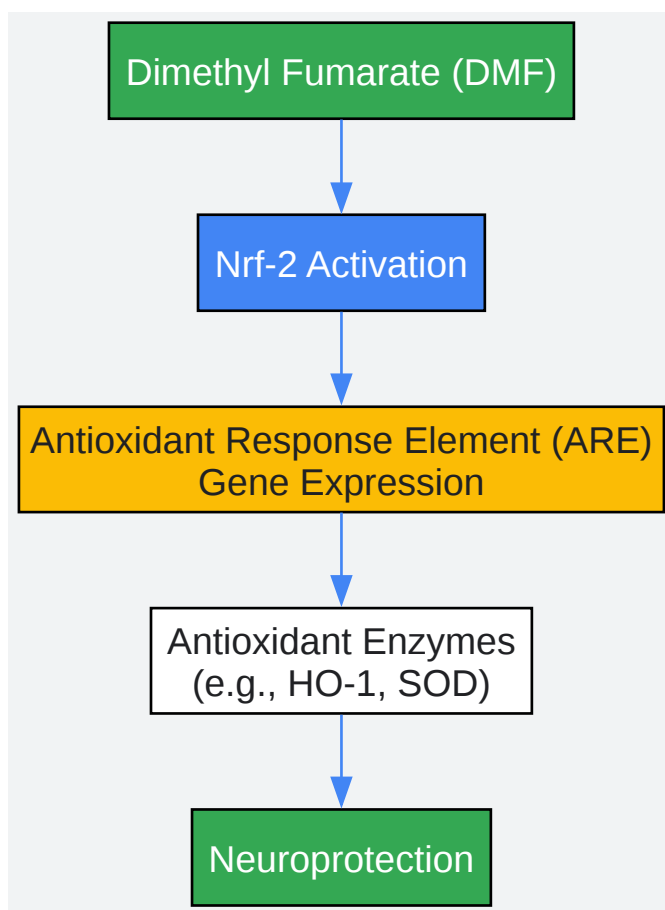 Dimethyl Fumarate (DMF)
Nrf-2 Activation
Antioxidant Response Element (ARE)
Gene Expression
Antioxidant Enzymes
(e.g., HO-1, SOD)
Neuroprotection